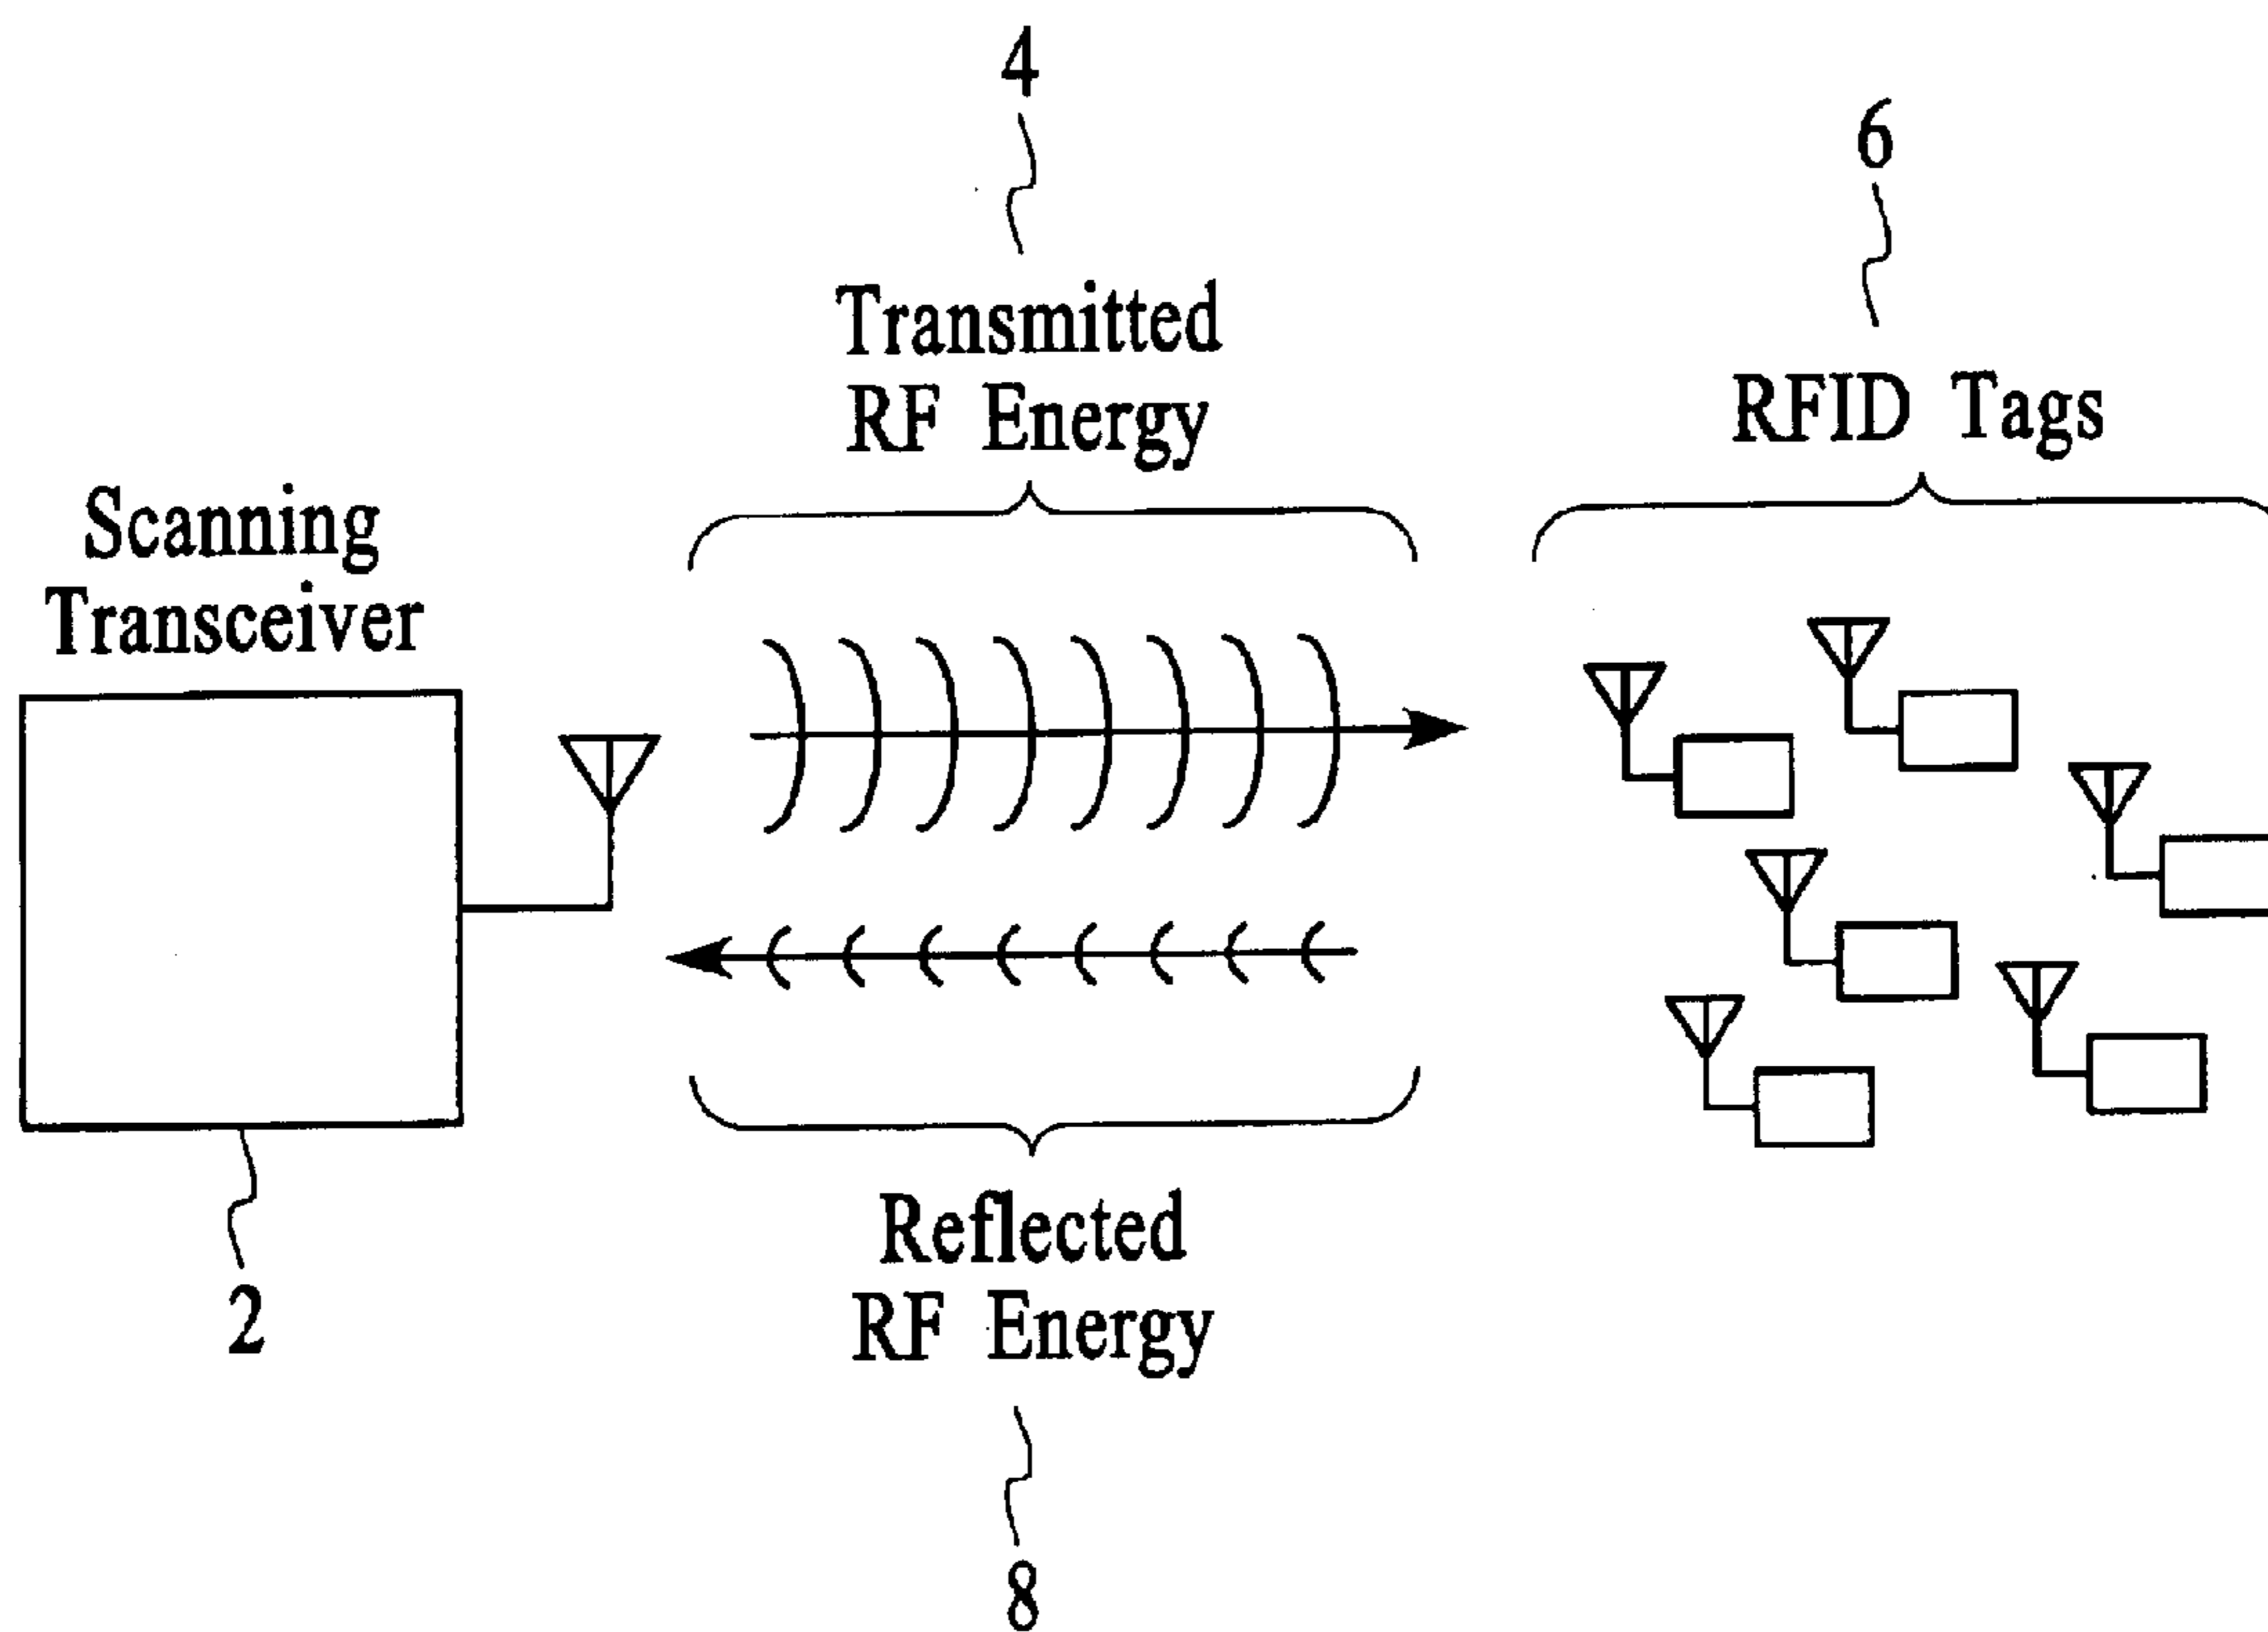 4
6
Transmitted
RF Energy
RFID Tags
Scanning
Transceiver
2
Reflected
RF Energy
8